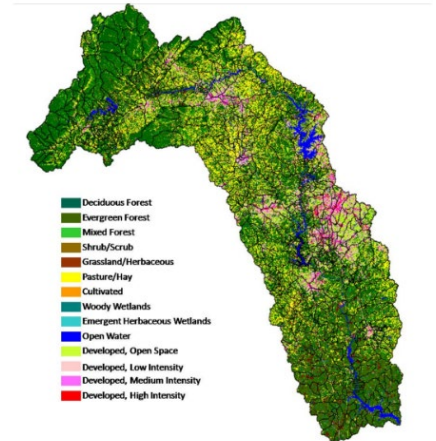 Deciduous Forest
Evergreen Forest
Mixed Forest
Shrub/Scrub
Grassland/Herbaceous
Pasture/Hay
Cultivated
Woody Wetlands
Emergent Herbaceous Wetlands
Open Water
Developed, Open Space
Developed, Low Intensity
Developed, Medium Intensity
Developed, High Intensity